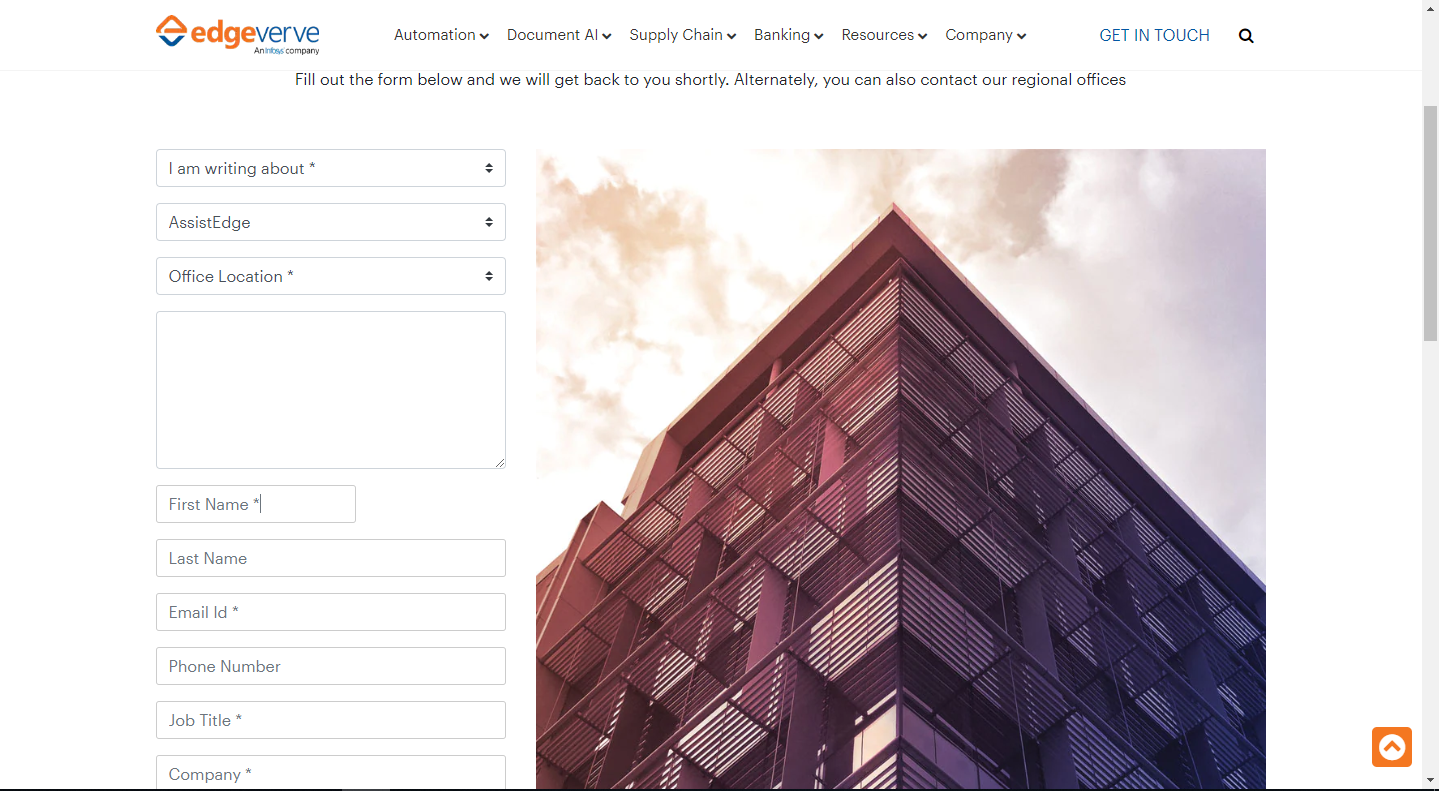 edgeverve
An Infosys company
Automation
Document AI
Supply Chain
Banking
Resources
Company
GET IN TOUCH
Fill out the form below and we will get back to you shortly. Alternately, you can also contact our regional offices
I am writing about *
AssistEdge
Office Location *
First Name *
Last Name
Email Id *
Phone Number
Job Title *
Company *